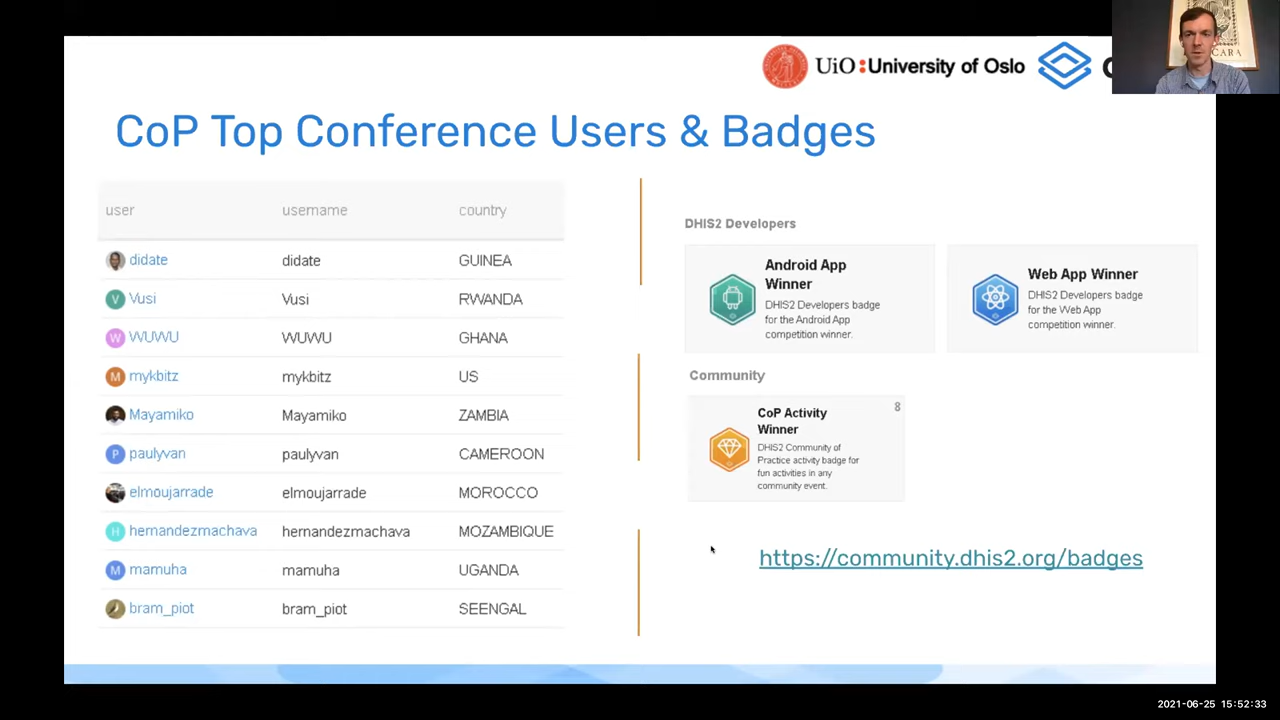 UiO:University of Oslo
CARA
CoP Top Conference Users & Badges
user username country
didate didate GUINEA
Vusi Vusi RWANDA
WUWU WUWU GHANA
mykbitz mykbitz US
Mayamiko Mayamiko ZAMBIA
paulyvan paulyvan CAMEROON
elmoujarrade elmoujarrade MOROCCO
hernandezmachava hernandezmachava MOZAMBIQUE
mamuha mamuha UGANDA
bram_piot bram_piot SEENGAL
V
W
M
P
H
M
DHIS2 Developers
Android App
Winner
DHIS2 Developers badge
for the Android App
competition winner.
Web App Winner
DHIS2 Developers badge
for the Web App
competition winner.
Community
8
CoP Activity
Winner
DHIS2 Community of
Practice activity badge for
fun activities in any
community event.
https://community.dhis2.org/badges
2021-06-25 15:52:33